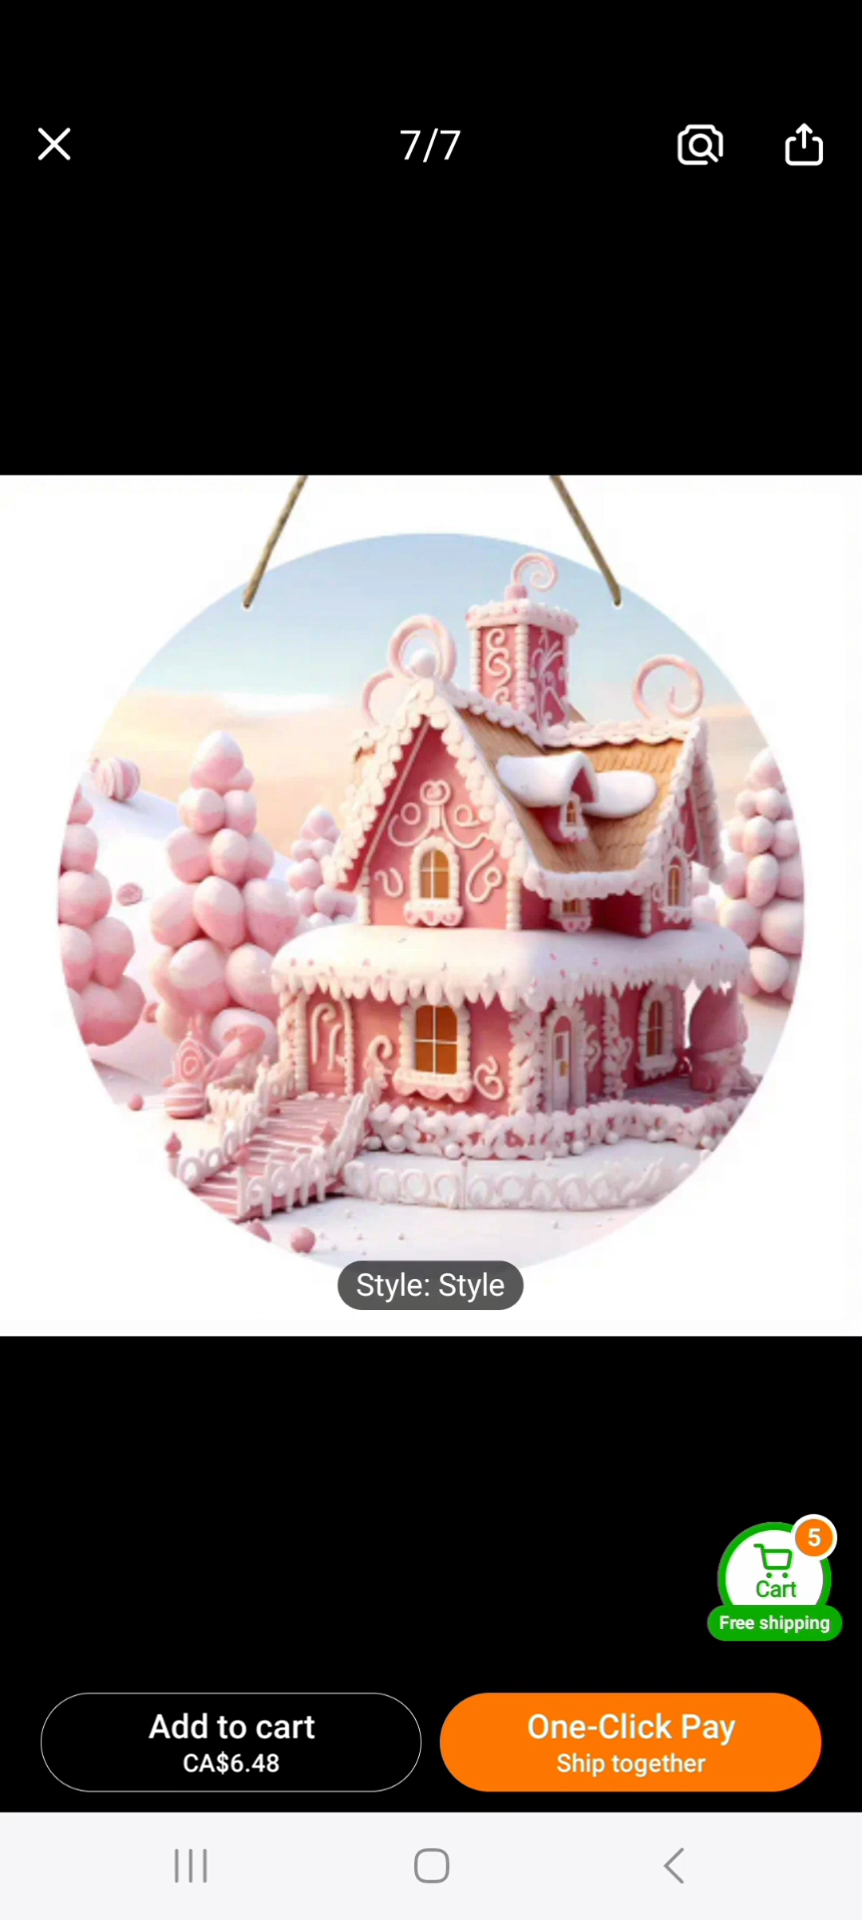 7/7
Style: Style
5
Cart
Free shipping
Add to cart
CA$6.48
One-Click Pay
Ship together